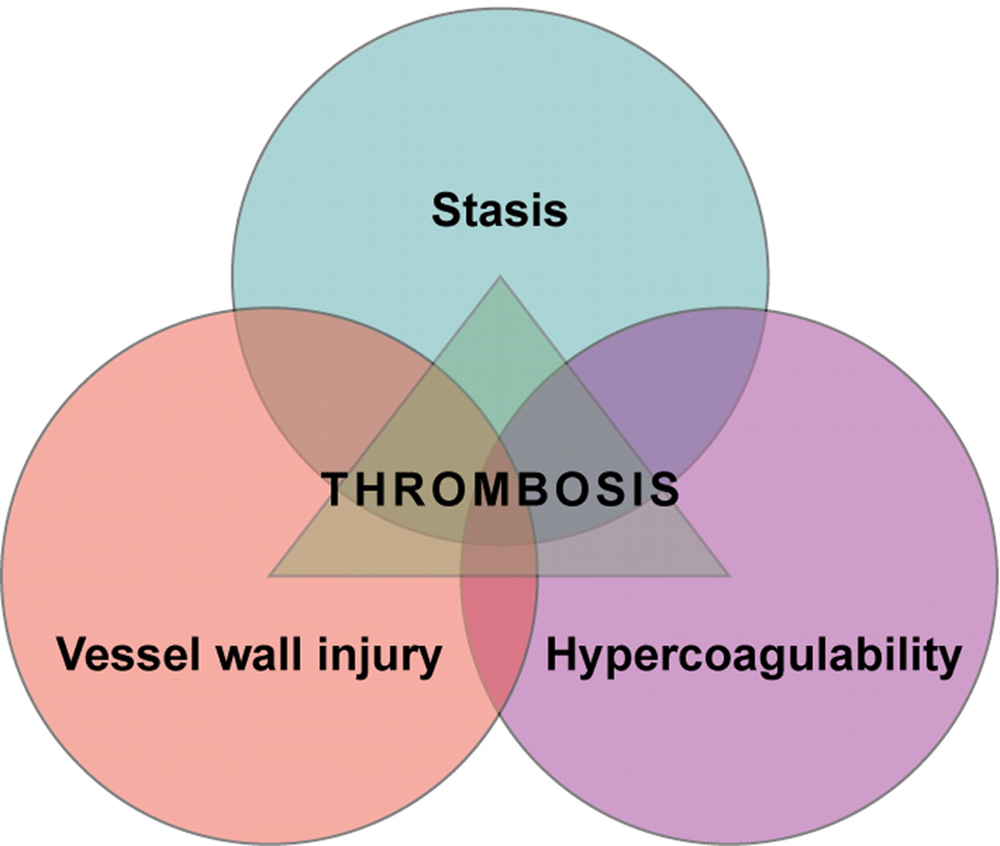 Stasis
THROMBOSIS
Vessel wall injury
Hypercoagulability